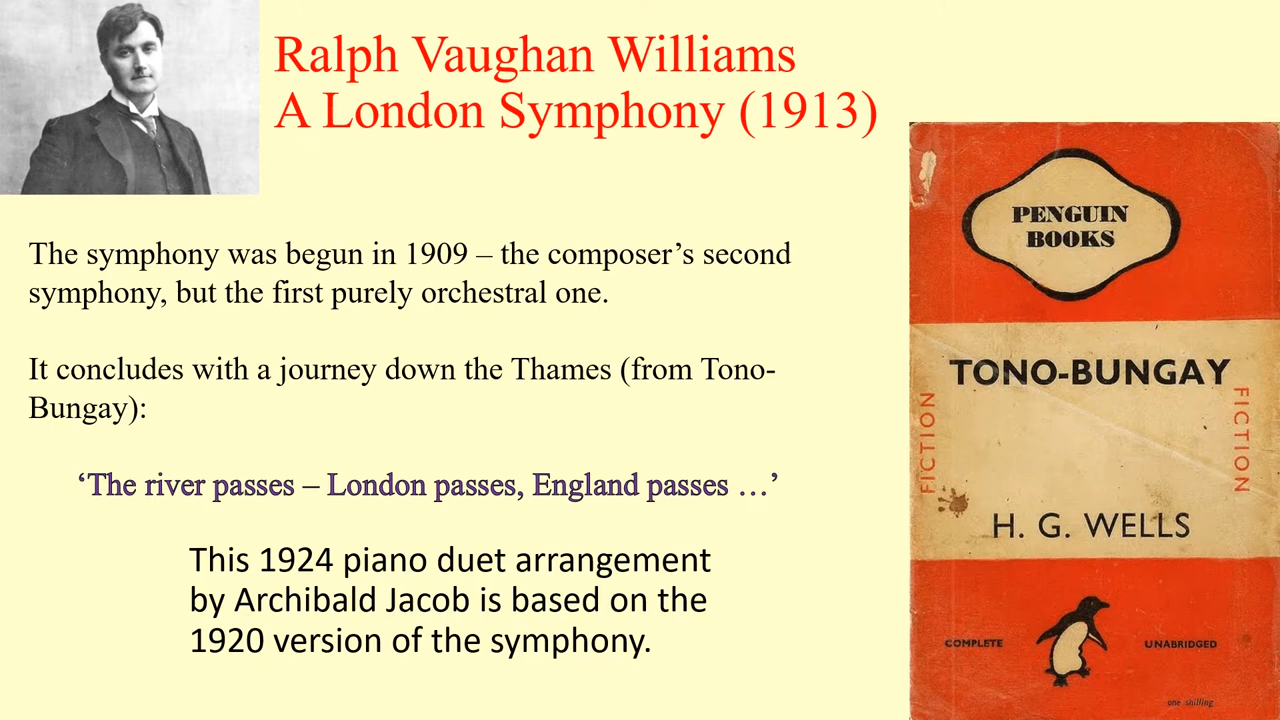 Ralph Vaughan Williams
A London Symphony (1913)
The symphony was begun in 1909 – the composer’s second
symphony, but the first purely orchestral one.
It concludes with a journey down the Thames (from Tono-
Bungay):
‘The river passes – London passes, England passes …’
This 1924 piano duet arrangement
by Archibald Jacob is based on the
1920 version of the symphony.
PENGUIN
BOOKS
TONO-BUNGAY
FICTION
FICTION
H. G. WELLS
COMPLETE
UNABRIDGED
one shilling